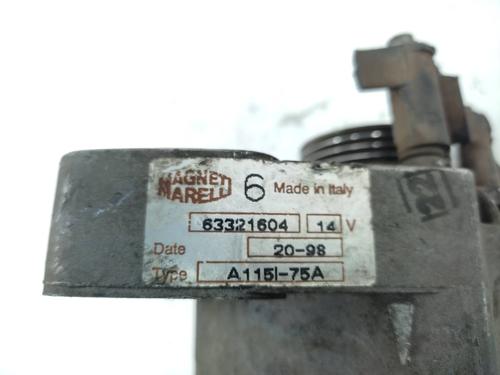 MAGNETI
MARELLI 6 Made in Italy
63321604 14 V
Date 20-98
Type A115I-75A